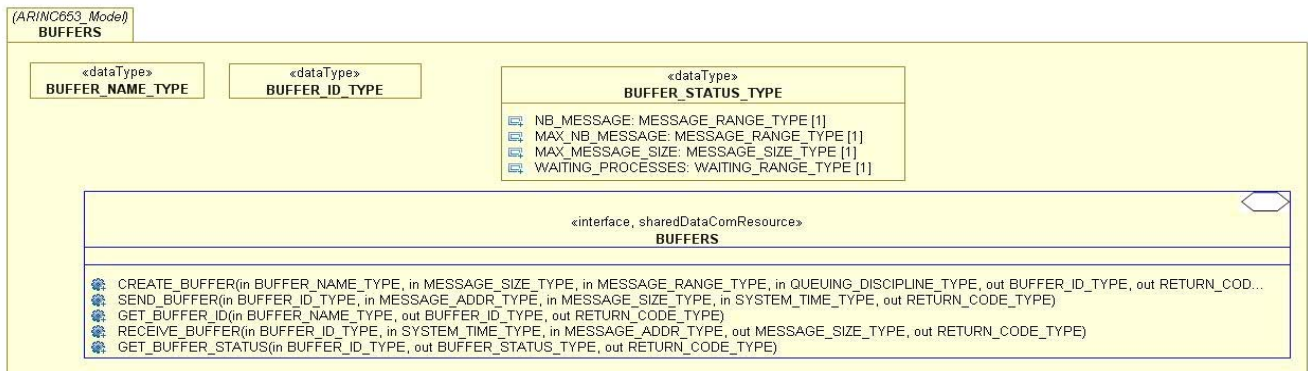 (ARINC653_Model)
BUFFERS
«dataType»
BUFFER_NAME_TYPE
«dataType»
BUFFER_ID_TYPE
«dataType»
BUFFER_STATUS_TYPE
NB_MESSAGE: MESSAGE_RANGE_TYPE [1]
MAX_NB_MESSAGE: MESSAGE_RANGE_TYPE [1]
MAX_MESSAGE_SIZE: MESSAGE_SIZE_TYPE [1]
WAITING_PROCESSES: WAITING_RANGE_TYPE [1]
«interface, sharedDataComResource»
BUFFERS
CREATE_BUFFER(in BUFFER_NAME_TYPE, in MESSAGE_SIZE_TYPE, in MESSAGE_RANGE_TYPE, in QUEUING_DISCIPLINE_TYPE, out BUFFER_ID_TYPE, out RETURN_COD...
SEND_BUFFER(in BUFFER_ID_TYPE, in MESSAGE_ADDR_TYPE, in MESSAGE_SIZE_TYPE, in SYSTEM_TIME_TYPE, out RETURN_CODE_TYPE)
GET_BUFFER_ID(in BUFFER_NAME_TYPE, out BUFFER_ID_TYPE, out RETURN_CODE_TYPE)
RECEIVE_BUFFER(in BUFFER_ID_TYPE, in SYSTEM_TIME_TYPE, in MESSAGE_ADDR_TYPE, out MESSAGE_SIZE_TYPE, out RETURN_CODE_TYPE)
GET_BUFFER_STATUS(in BUFFER_ID_TYPE, out BUFFER_STATUS_TYPE, out RETURN_CODE_TYPE)